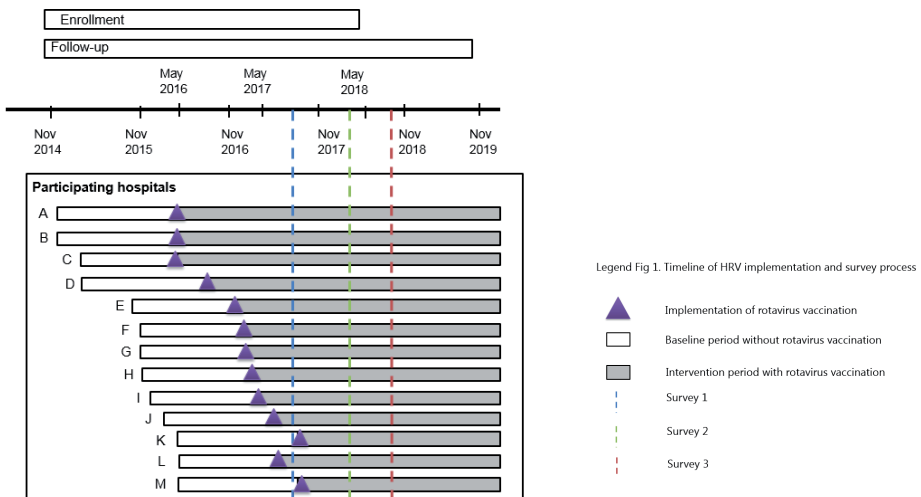 Enrollment
Follow-up
May 2016
May 2017
May 2018
Nov 2014
Nov 2015
Nov 2016
Nov 2017
Nov 2018
Nov 2019
Participating hospitals
A
B
C
D
E
F
G
H
I
J
K
L
M
Legend Fig 1. Timeline of HRV implementation and survey process
Implementation of rotavirus vaccination
Baseline period without rotavirus vaccination
Intervention period with rotavirus vaccination
Survey 1
Survey 2
Survey 3